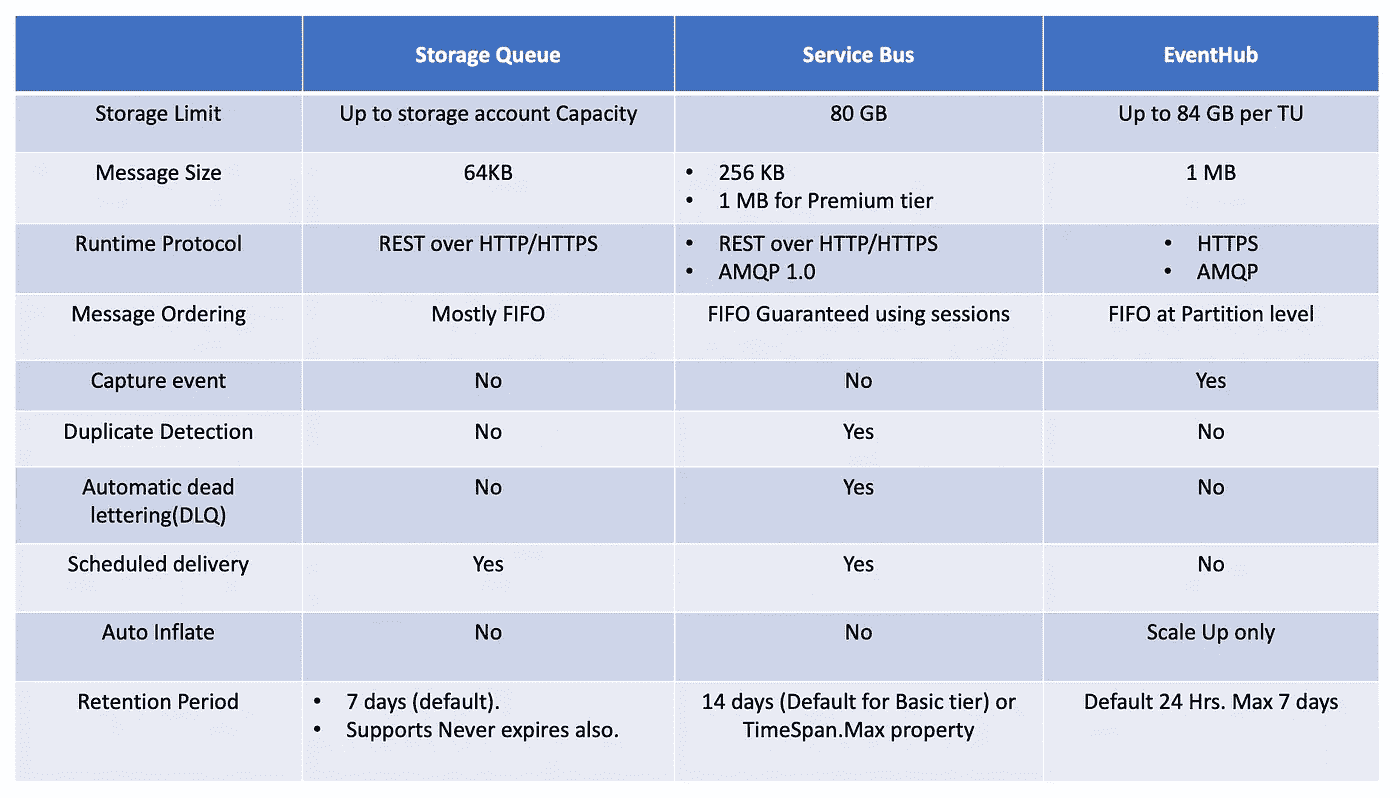 Storage Queue Service Bus EventHub
Storage Limit Up to storage account Capacity 80 GB Up to 84 GB per TU
Message Size 64KB • 256 KB 1 MB
• 1 MB for Premium tier
Runtime Protocol REST over HTTP/HTTPS • REST over HTTP/HTTPS • HTTPS
• AMQP 1.0 • AMQP
Message Ordering Mostly FIFO FIFO Guaranteed using sessions FIFO at Partition level
Capture event No No Yes
Duplicate Detection No Yes No
Automatic dead No Yes No
lettering(DLQ)
Scheduled delivery Yes Yes No
Auto Inflate No No Scale Up only
Retention Period • 7 days (default). 14 days (Default for Basic tier) or Default 24 Hrs. Max 7 days
• Supports Never expires also. TimeSpan.Max property